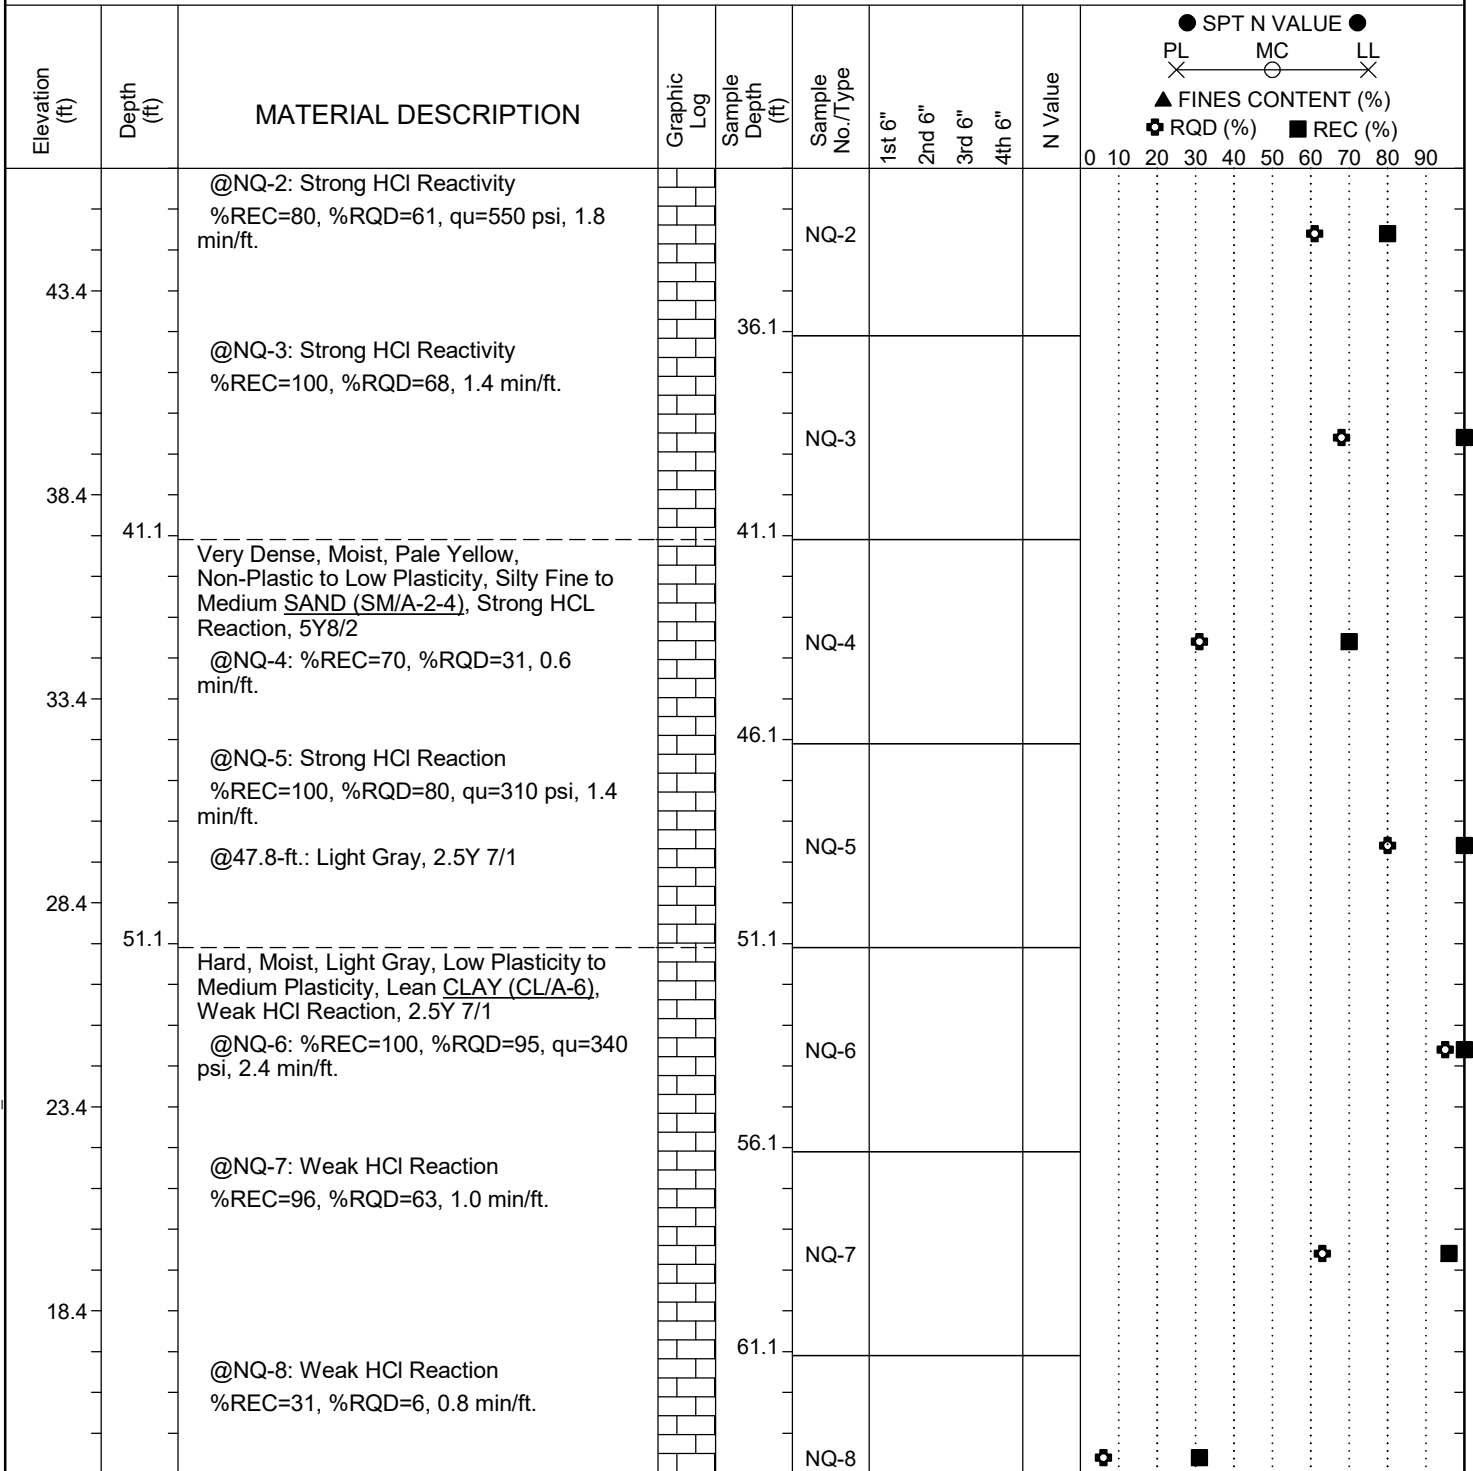 ● SPT N VALUE ●
PL MC LL
▲ FINES CONTENT (%)
RQD (%) ■ REC (%)
0 10 20 30 40 50 60 70 80 90
Elevation
(ft)
Depth
(ft)
MATERIAL DESCRIPTION
Graphic
Log
Sample
Depth
(ft)
Sample
No./Type
1st 6"
2nd 6"
3rd 6"
4th 6"
N Value
@NQ-2: Strong HCl Reactivity
%REC=80, %RQD=61, qu=550 psi, 1.8
min/ft.
NQ-2
43.4
36.1
@NQ-3: Strong HCl Reactivity
%REC=100, %RQD=68, 1.4 min/ft.
NQ-3
38.4
41.1
41.1
Very Dense, Moist, Pale Yellow,
Non-Plastic to Low Plasticity, Silty Fine to
Medium SAND (SM/A-2-4), Strong HCL
Reaction, 5Y8/2
@NQ-4: %REC=70, %RQD=31, 0.6
min/ft.
NQ-4
33.4
46.1
@NQ-5: Strong HCl Reaction
%REC=100, %RQD=80, qu=310 psi, 1.4
min/ft.
@47.8-ft.: Light Gray, 2.5Y 7/1
NQ-5
28.4
51.1
51.1
Hard, Moist, Light Gray, Low Plasticity to
Medium Plasticity, Lean CLAY (CL/A-6),
Weak HCl Reaction, 2.5Y 7/1
@NQ-6: %REC=100, %RQD=95, qu=340
psi, 2.4 min/ft.
NQ-6
23.4
56.1
@NQ-7: Weak HCl Reaction
%REC=96, %RQD=63, 1.0 min/ft.
NQ-7
18.4
61.1
@NQ-8: Weak HCl Reaction
%REC=31, %RQD=6, 0.8 min/ft.
NQ-8